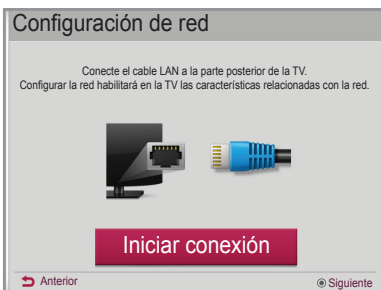 Configuración de red
Conecte el cable LAN a la parte posterior de la TV.
Configurar la red habilitará en la TV las características relacionadas con la red.
Iniciar conexión
Anterior
Siguiente